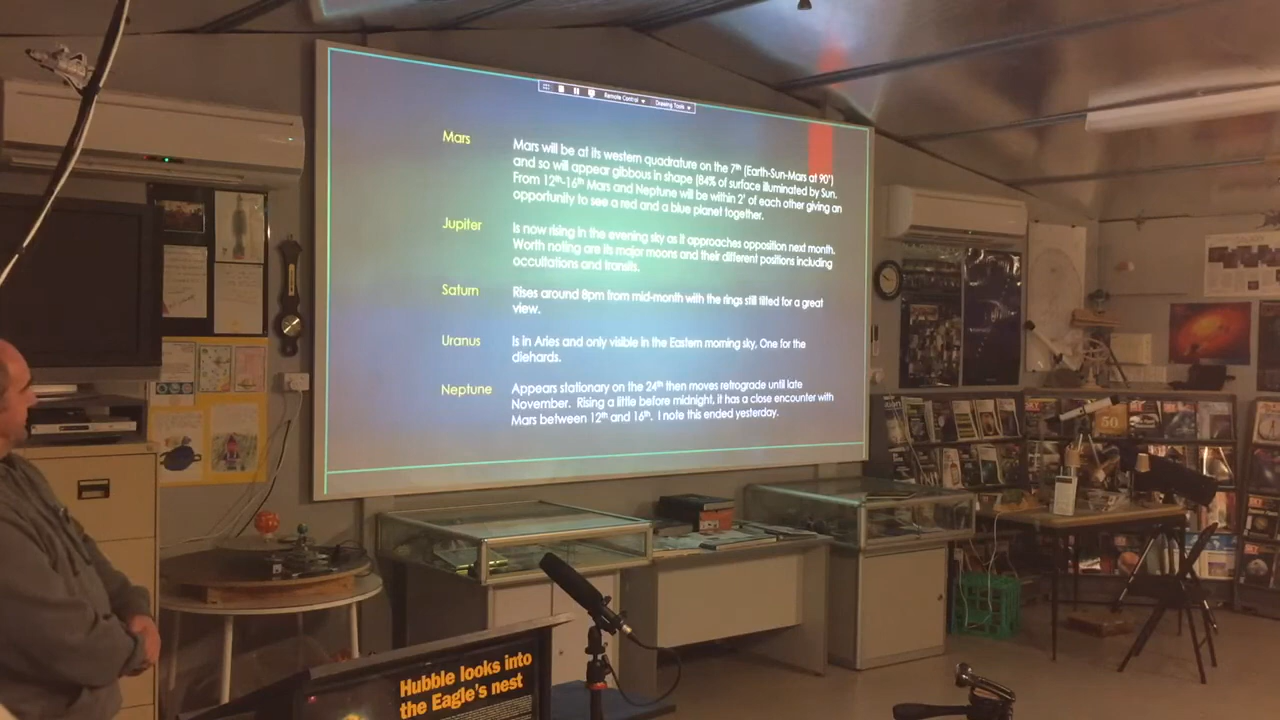 Remote Control
Drawing Tools
Mars
Mars will be at its western quadrature on the 7th (Earth-Sun-Mars at 90°)
and so will appear gibbous in shape (84% of surface illuminated by Sun.
From 12th-16th Mars and Neptune will be within 2° of each other giving an
opportunity to see a red and a blue planet together.
Jupiter
Is now rising in the evening sky as it approaches opposition next month.
Worth noting are its major moons and their different positions including
occultations and transits.
Saturn
Rises around 8pm from mid-month with the rings still tilted for a great
view.
Uranus
Is in Aries and only visible in the Eastern morning sky, One for the
diehards.
Neptune
Appears stationary on the 24th then moves retrograde until late
November. Rising a little before midnight, it has a close encounter with
Mars between 12th and 16th. I note this ended yesterday.
50
Hubble looks into
the Eagle's nest